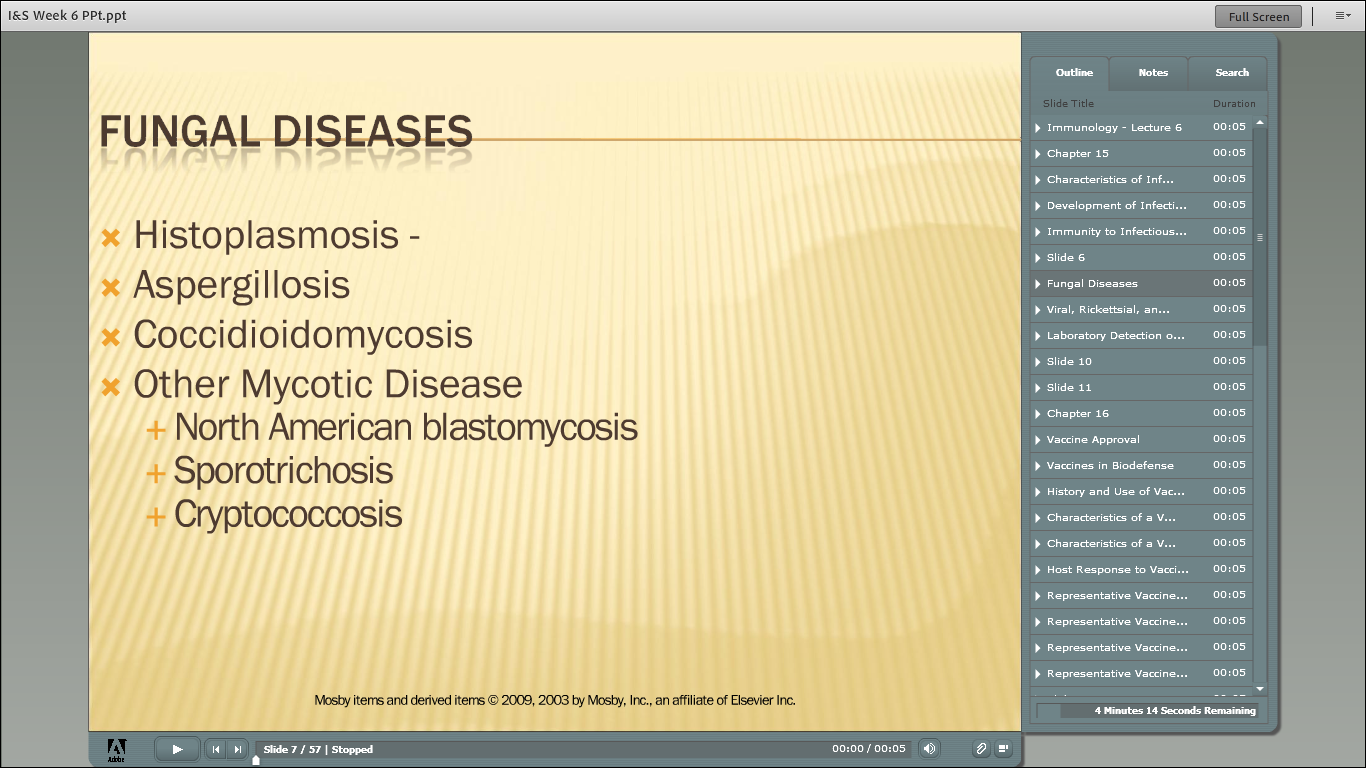 I&S Week 6 PPt.ppt
Full Screen
FUNGAL DISEASES
Histoplasmosis -
Aspergillosis
Coccidioidomycosis
Other Mycotic Disease
North American blastomycosis
Sporotrichosis
Cryptococcosis
Mosby items and derived items © 2009, 2003 by Mosby, Inc., an affiliate of Elsevier Inc.
Outline Notes Search
Slide Title Duration
Immunology - Lecture 6 00:05
Chapter 15 00:05
Characteristics of Inf... 00:05
Development of Infecti... 00:05
Immunity to Infectious... 00:05
Slide 6 00:05
Fungal Diseases 00:05
Viral, Rickettsial, an... 00:05
Laboratory Detection o... 00:05
Slide 10 00:05
Slide 11 00:05
Chapter 16 00:05
Vaccine Approval 00:05
Vaccines in Biodefense 00:05
History and Use of Vac... 00:05
Characteristics of a V... 00:05
Characteristics of a V... 00:05
Host Response to Vacci... 00:05
Representative Vaccine... 00:05
Representative Vaccine... 00:05
Representative Vaccine... 00:05
Representative Vaccine... 00:05
4 Minutes 14 Seconds Remaining
Adobe
Slide 7 / 57 | Stopped 00:00 / 00:05